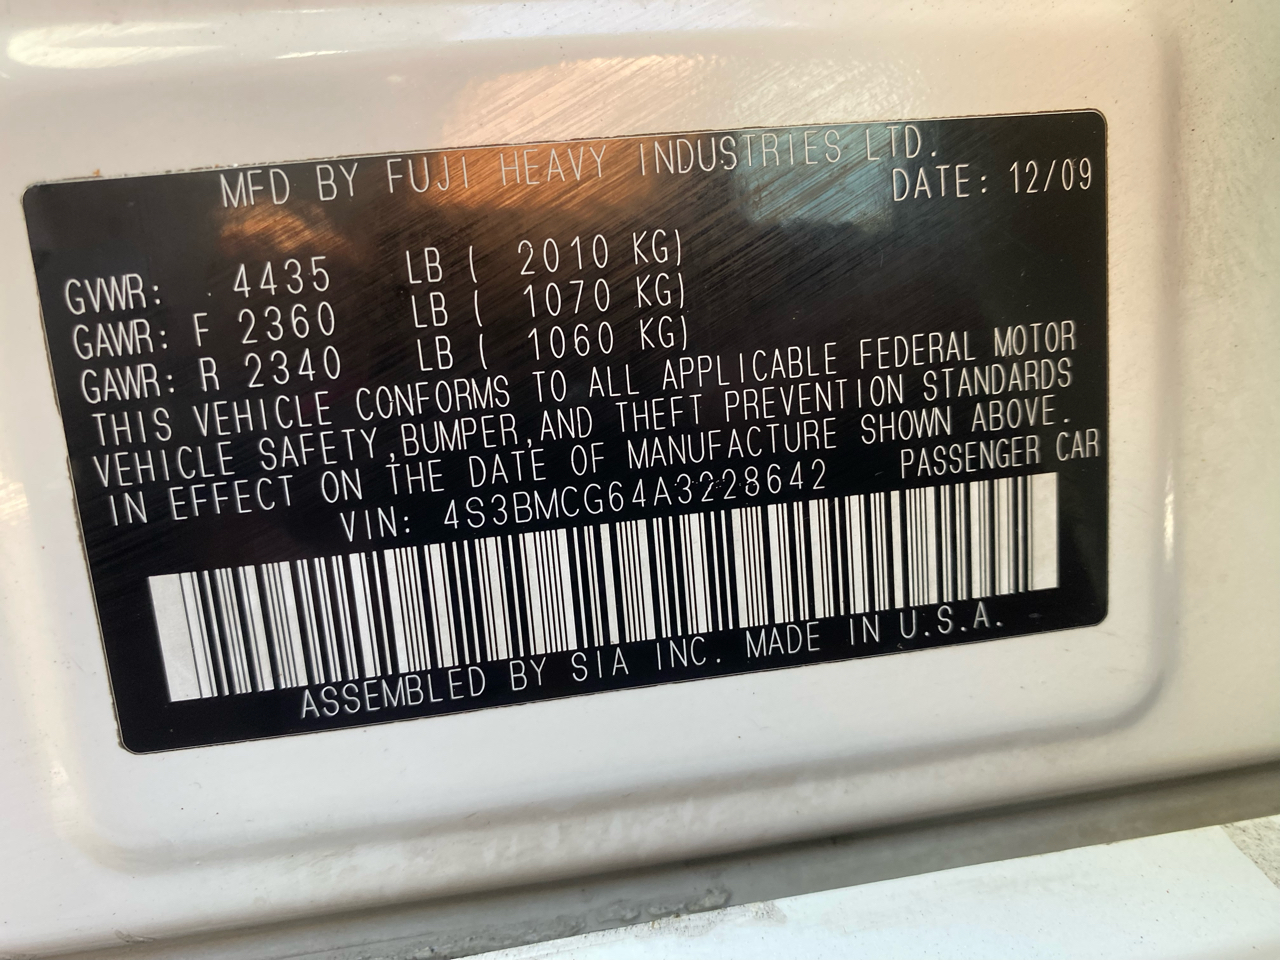 MFD BY FUJI HEAVY INDUSTRIES LTD.
DATE: 12/09
GVWR: 4435 LB ( 2010 KG)
GAWR: F 2360 LB ( 1070 KG)
GAWR: R 2340 LB ( 1060 KG)
THIS VEHICLE CONFORMS TO ALL APPLICABLE FEDERAL MOTOR
VEHICLE SAFETY,BUMPER,AND THEFT PREVENTION STANDARDS
IN EFFECT ON THE DATE OF MANUFACTURE SHOWN ABOVE.
VIN: 4S3BMCG64A3228642 PASSENGER CAR
ASSEMBLED BY SIA INC. MADE IN U.S.A.